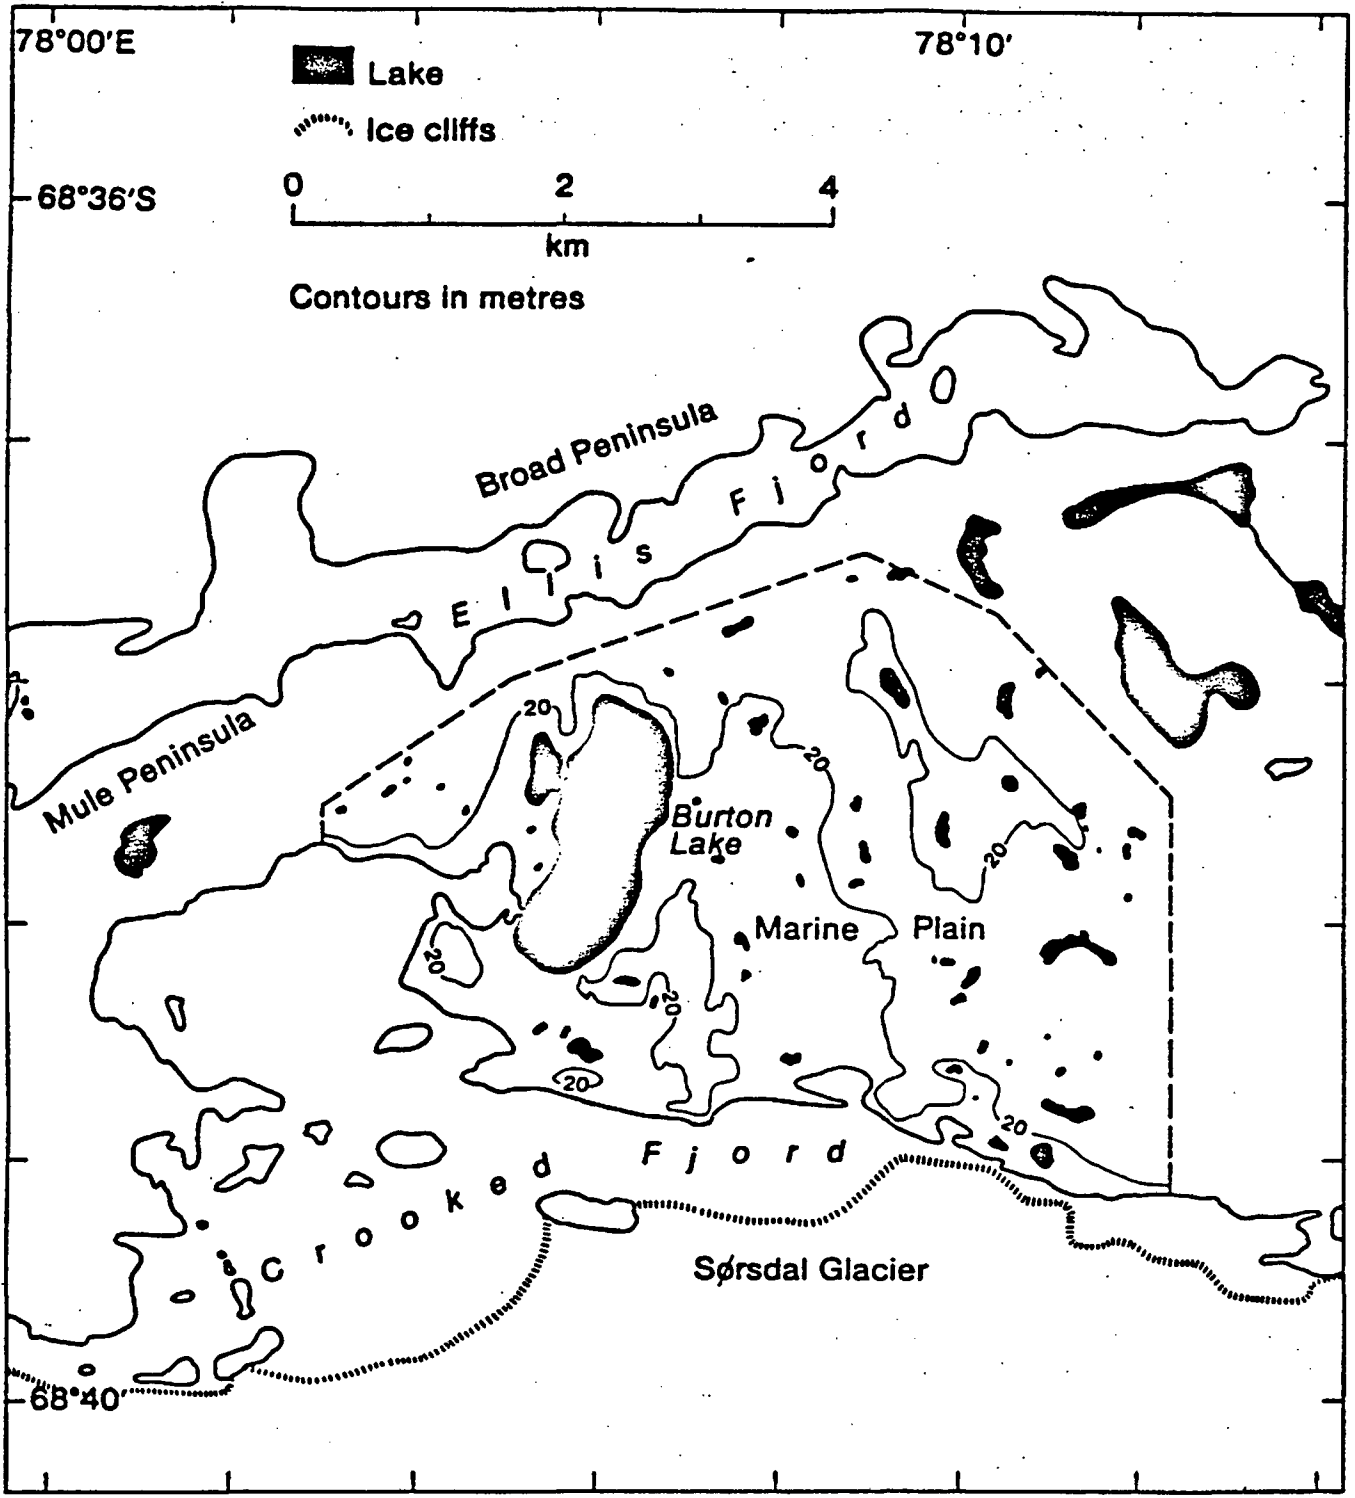 78°00'E
78°10'
Lake
Ice cliffs
68°36'S
0 2 4
km
Contours in metres
Broad Peninsula
Ellis Fjord
Mule Peninsula
20
20
Burton
Lake
20
Marine Plain
20
20
20
20
Crooked Fjord
Sørsdal Glacier
68°40'